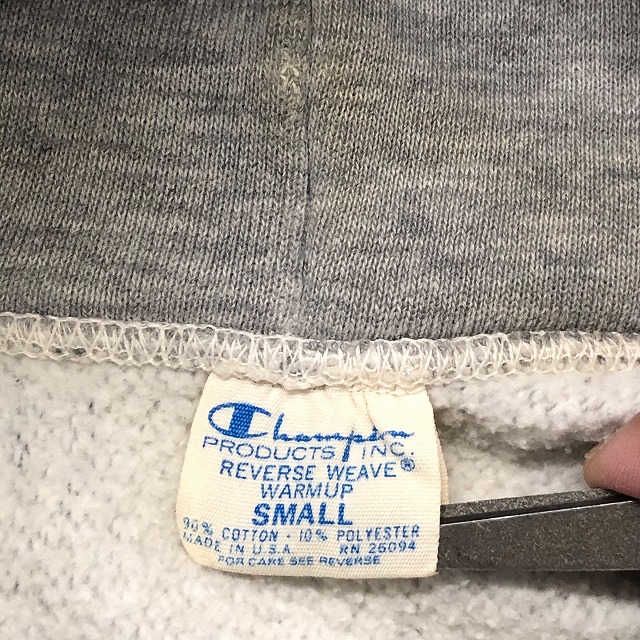 Champion
PRODUCTS INC.
REVERSE WEAVE®
WARMUP
SMALL
90% COTTON · 10% POLYESTER
MADE IN U.S.A. RN 26094
FOR CARE SEE REVERSE